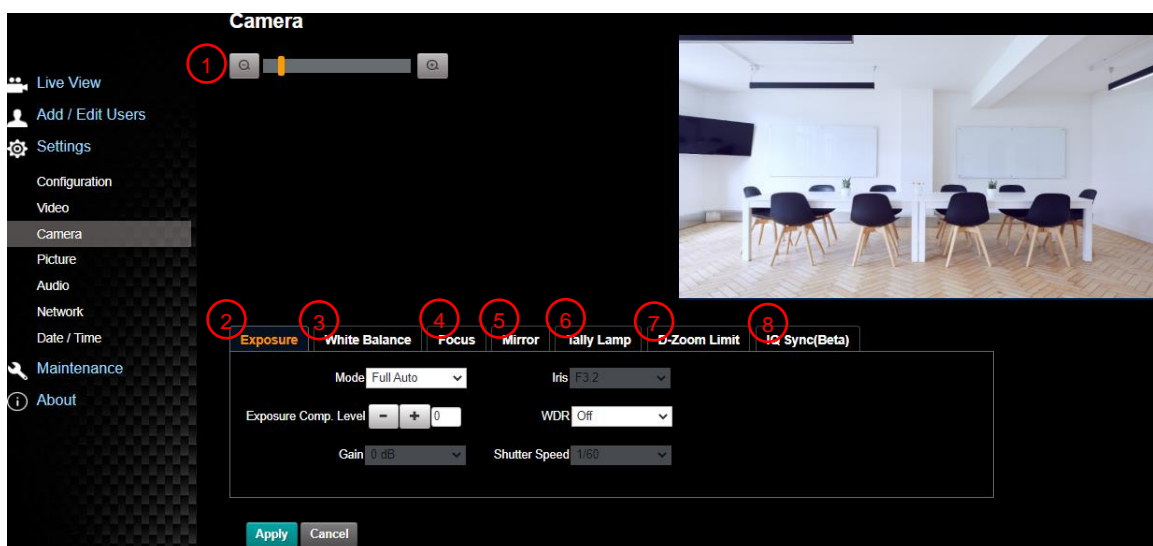 Camera
1
Live View
Add / Edit Users
Settings
Configuration
Video
Camera
Picture
Audio
Network
Date / Time
Maintenance
About
2 3 4 5 6 7 8
Exposure White Balance Focus Mirror Tally Lamp D-Zoom Limit IQ Sync(Beta)
Mode Full Auto Iris F3.2
Exposure Comp. Level - + 0 WDR Off
Gain 0 dB Shutter Speed 1/60
Apply Cancel